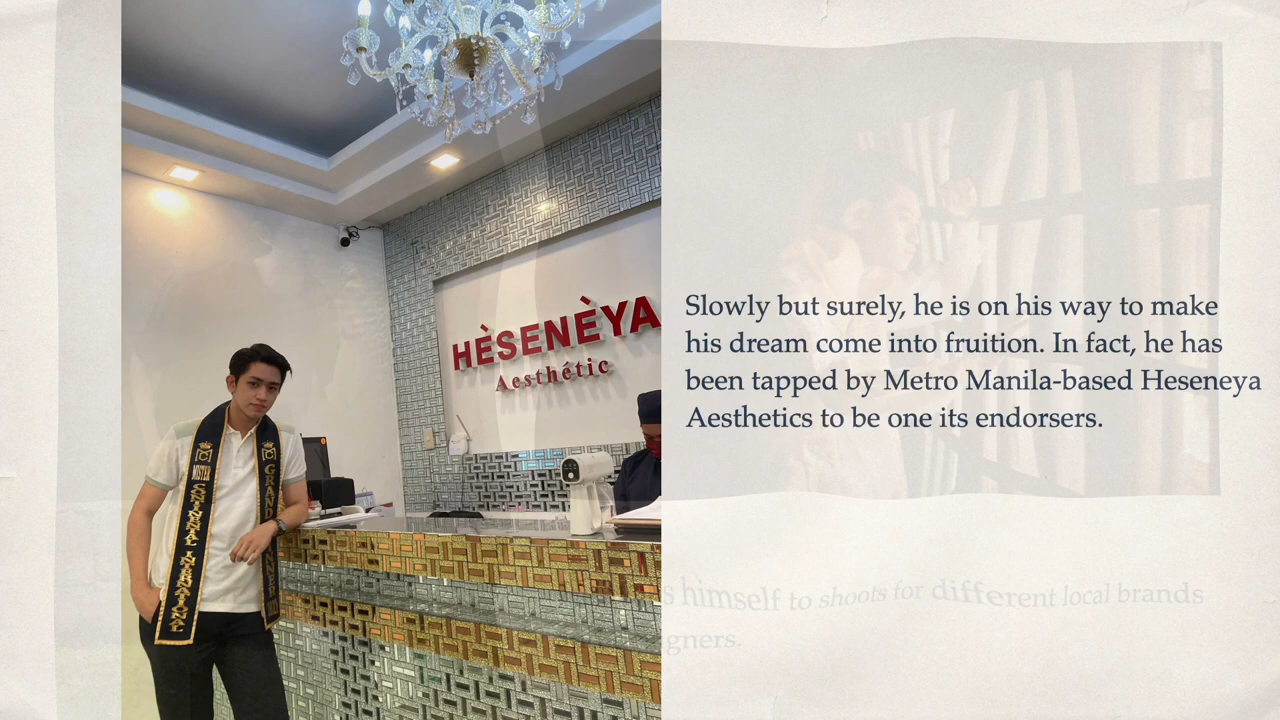 HÈSENÈYA
Aesthétic
MISTER CONTINENTAL INTERNATIONAL
GRAND
Slowly but surely, he is on his way to make
his dream come into fruition. In fact, he has
been tapped by Metro Manila-based Heseneya
Aesthetics to be one its endorsers.
himself to shoots for different local brands